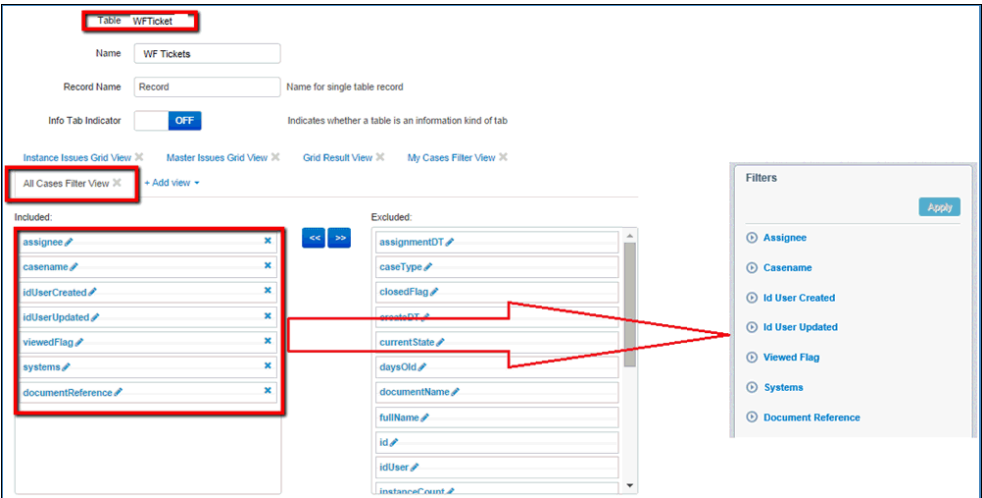 Table WFTicket
Name WF Tickets
Record Name Record Name for single table record
Info Tab Indicator OFF Indicates whether a table is an information kind of tab
Instance Issues Grid View Master Issues Grid View Grid Result View My Cases Filter View
All Cases Filter View + Add view
Included:
assignee
casename
idUserCreated
idUserUpdated
viewedFlag
systems
documentReference
<< >>
Excluded:
assignmentDT
caseType
closedFlag
createDT
currentState
daysOld
documentName
fullName
id
idUser
instanceCount
Filters
Apply
Assignee
Casename
Id User Created
Id User Updated
Viewed Flag
Systems
Document Reference